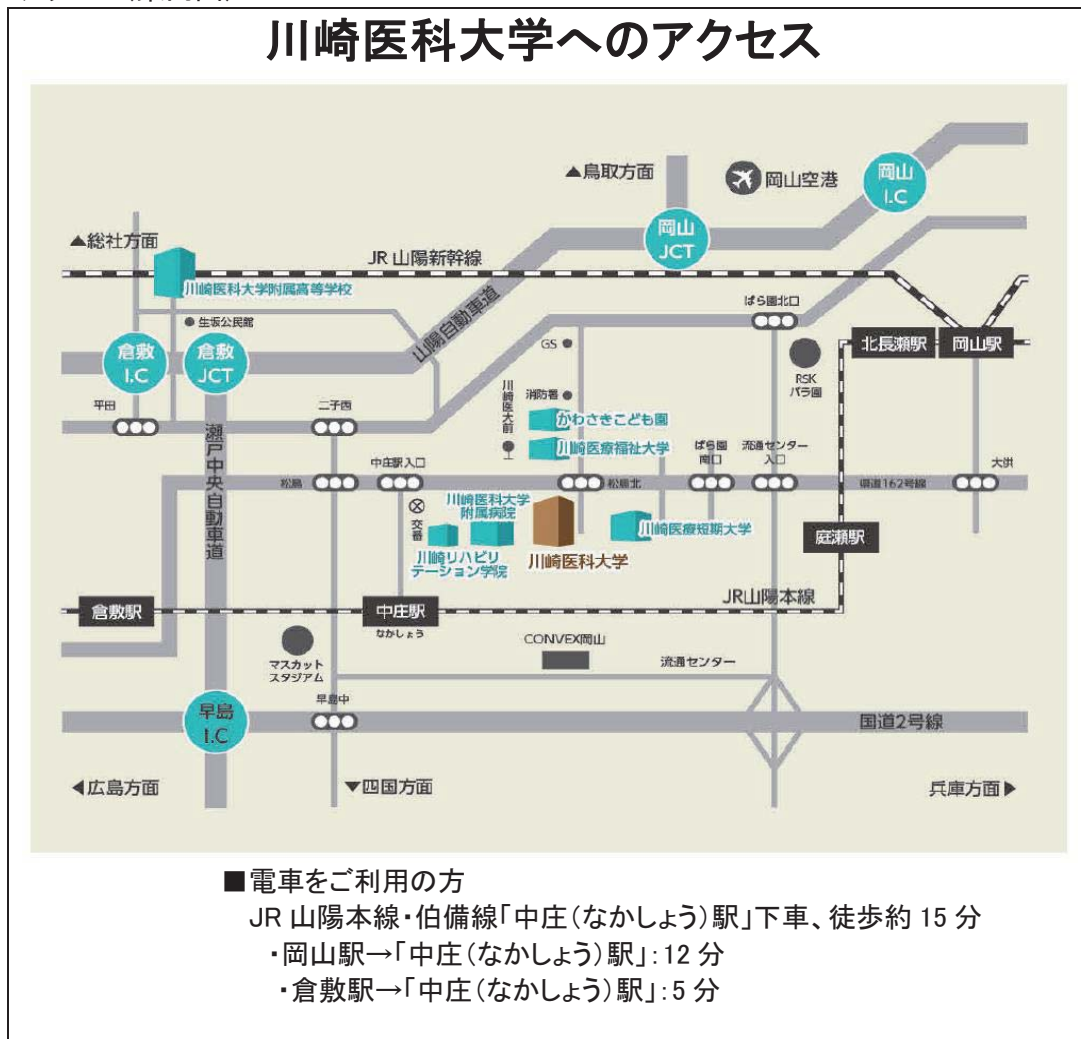 川崎医科大学へのアクセス
▲鳥取方面
岡山空港
岡山
I.C
▲総社方面
岡山
JCT
JR 山陽新幹線
川崎医科大学附属高等学校
ばら園北口
生坂公民館
山陽自動車道
倉敷
I.C
倉敷
JCT
GS
北長瀬駅
岡山駅
RSK
バラ園
川崎医大前
消防署
平田
二子西
かわさきこども園
川崎医療福祉大学
瀬戸中央自動車道
中庄駅入口
ばら園
南口
流通センター
入口
大供
松島
松島北
県道162号線
川崎医科大学
附属病院
交番
川崎リハビリ
テーション学院
川崎医科大学
川崎医療短期大学
庭瀬駅
JR山陽本線
倉敷駅
中庄駅
なかしょう
CONVEX岡山
マスカット
スタジアム
流通センター
早島中
早島
I.C
国道2号線
◀広島方面
▼四国方面
兵庫方面▶
■電車をご利用の方
JR 山陽本線・伯備線「中庄(なかしょう)駅」下車、徒歩約 15 分
・岡山駅→「中庄(なかしょう)駅」:12 分
・倉敷駅→「中庄(なかしょう)駅」:5 分